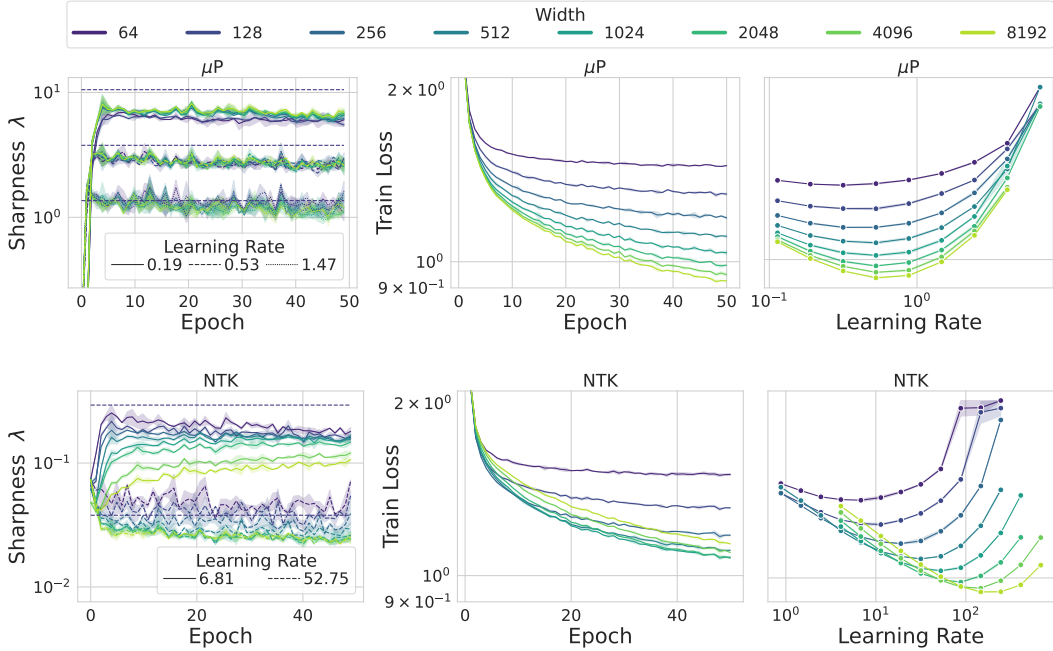 Width
64 128 256 512 1024 2048 4096 8192
μP
Sharpness λ
10¹
10⁰
Learning Rate
0.19 0.53 1.47
0 10 20 30 40 50
Epoch
μP
Train Loss
2 × 10⁰
10⁰
9 × 10⁻¹
0 10 20 30 40 50
Epoch
μP
10⁻¹ 10⁰
Learning Rate
NTK
Sharpness λ
10⁻¹
10⁻²
Learning Rate
6.81 52.75
0 20 40
Epoch
NTK
Train Loss
2 × 10⁰
10⁰
9 × 10⁻¹
0 20 40
Epoch
NTK
10⁰ 10¹ 10²
Learning Rate